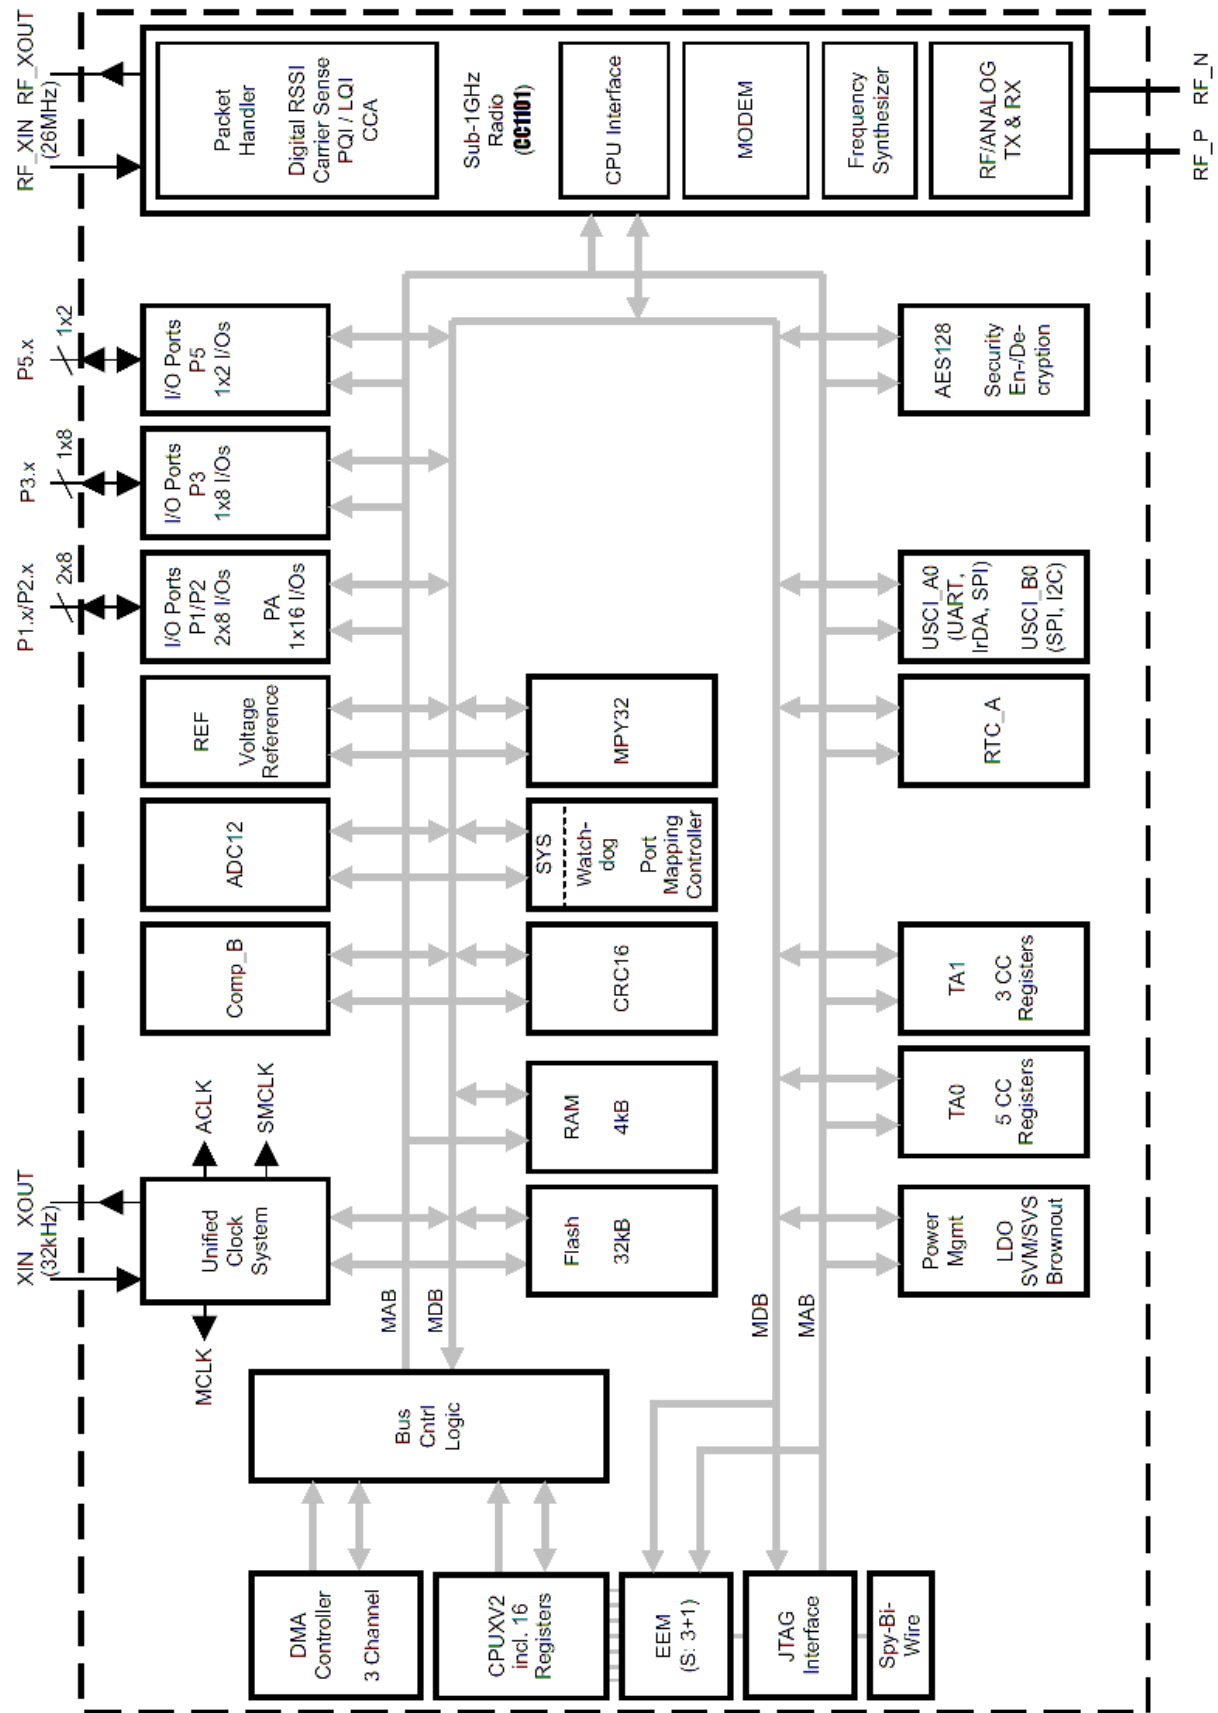 XIN
XOUT
(32kHz)
P1.x/P2.x
2x8
P3.x
1x8
P5.x
1x2
RF_XIN
RF_XOUT
(26MHz)
MCLK
Unified
Clock
System
ACLK
SMCLK
Comp_B
ADC12
REF
Voltage
Reference
I/O Ports
P1/P2
2x8 I/Os
PA
1x16 I/Os
I/O Ports
P3
1x8 I/Os
I/O Ports
P5
1x2 I/Os
Packet
Handler
Digital RSSI
Carrier Sense
PQI / LQI
CCA
Sub-1GHz
Radio
(CC1101)
CPU Interface
MODEM
Frequency
Synthesizer
RF/ANALOG
TX & RX
RF_P
RF_N
DMA
Controller
3 Channel
Bus
Cntrl
Logic
MAB
MDB
CPUXV2
incl. 16
Registers
Flash
32kB
RAM
4kB
CRC16
SYS
Watch-
dog
Port
Mapping
Controller
MPY32
EEM
(S: 3+1)
JTAG
Interface
Spy-Bi-
Wire
MDB
MAB
Power
Mgmt
LDO
SVM/SVS
Brownout
TA0
5 CC
Registers
TA1
3 CC
Registers
RTC_A
USCI_A0
(UART,
IrDA, SPI)
USCI_B0
(SPI, I2C)
AES128
Security
En-/De-
cryption